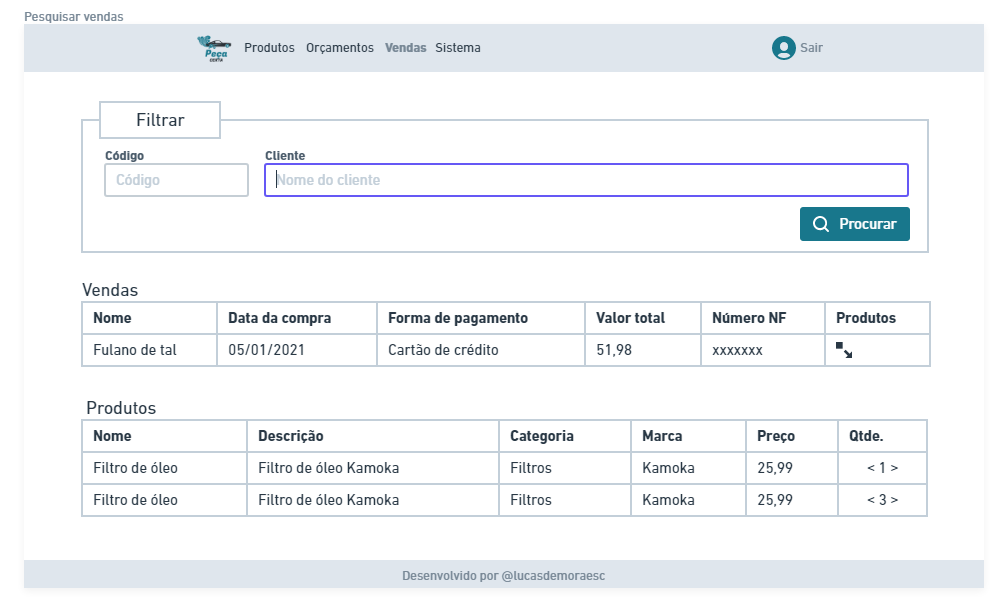 Pesquisar vendas
Peça
certa
Produtos Orçamentos Vendas Sistema Sair
Filtrar
Código Cliente
Código Nome do cliente
Procurar
Vendas
Nome Data da compra Forma de pagamento Valor total Número NF Produtos
Fulano de tal 05/01/2021 Cartão de crédito 51,98 xxxxxxx
Produtos
Nome Descrição Categoria Marca Preço Qtde.
Filtro de óleo Filtro de óleo Kamoka Filtros Kamoka 25,99 < 1 >
Filtro de óleo Filtro de óleo Kamoka Filtros Kamoka 25,99 < 3 >
Desenvolvido por @lucasdemoraesc